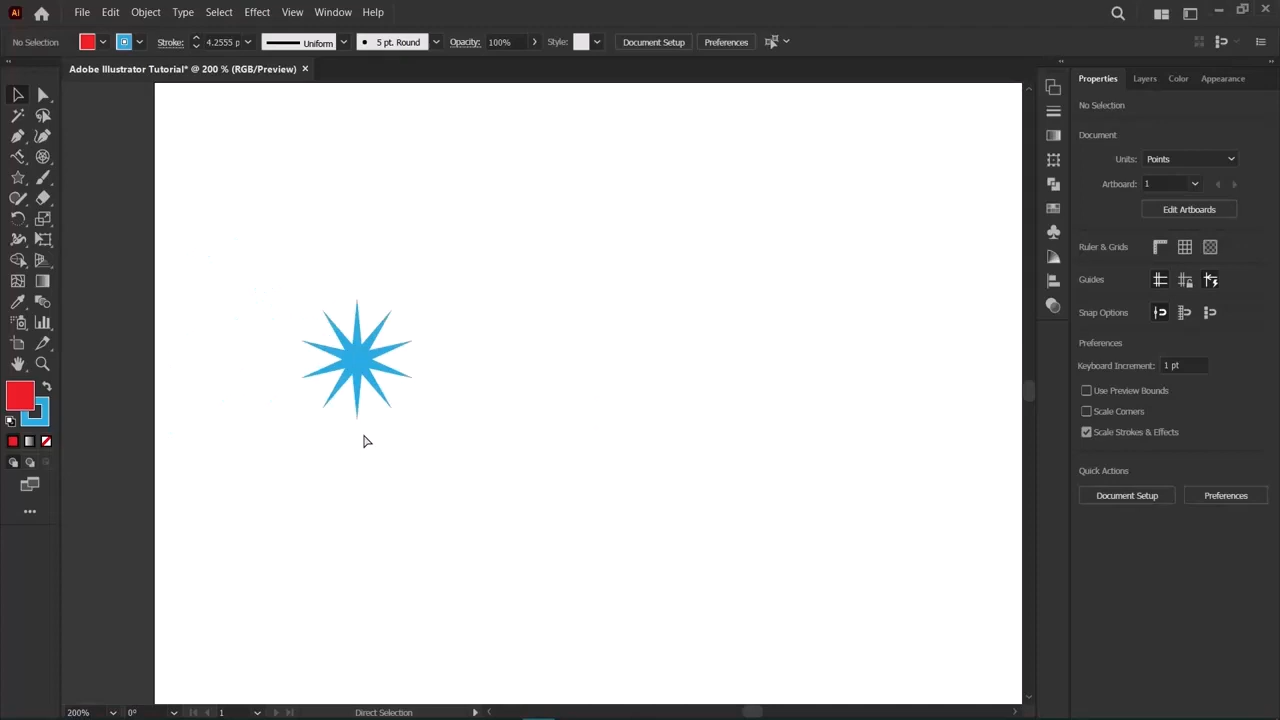 Ai File Edit Object Type Select Effect View Window Help
No Selection Stroke: 4.2555 p Uniform 5 pt. Round Opacity: 100% Style: Document Setup Preferences
Adobe Illustrator Tutorial* @ 200 % (RGB/Preview) ×
Properties Layers Color Appearance
No Selection
Document
Units: Points
Artboard: 1
Edit Artboards
Ruler & Grids
Guides
Snap Options
Preferences
Keyboard Increment: 1 pt
Use Preview Bounds
Scale Corners
Scale Strokes & Effects
Quick Actions
Document Setup Preferences
200% 0° 1 Direct Selection